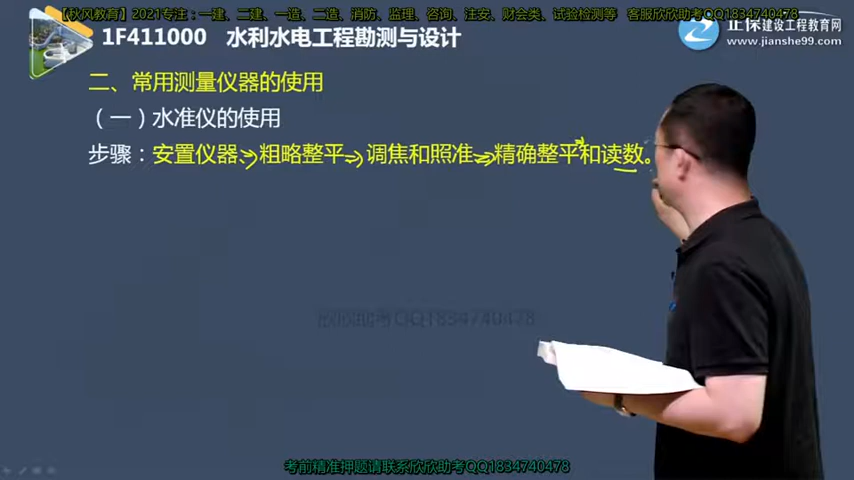 【秋风教育】2021专注：一建、二建、一造、二造、消防、监理、咨询、注安、财会类、试验检测等 客服欣欣助考QQ1834740478
1F411000 水利水电工程勘测与设计
正保建设工程教育网
www.jianshe99.com
二、常用测量仪器的使用
（一）水准仪的使用
步骤：安置仪器、粗略整平、调焦和照准、精确整平和读数。
欣欣助考QQ1834740478
考前精准押题请联系欣欣助考QQ1834740478